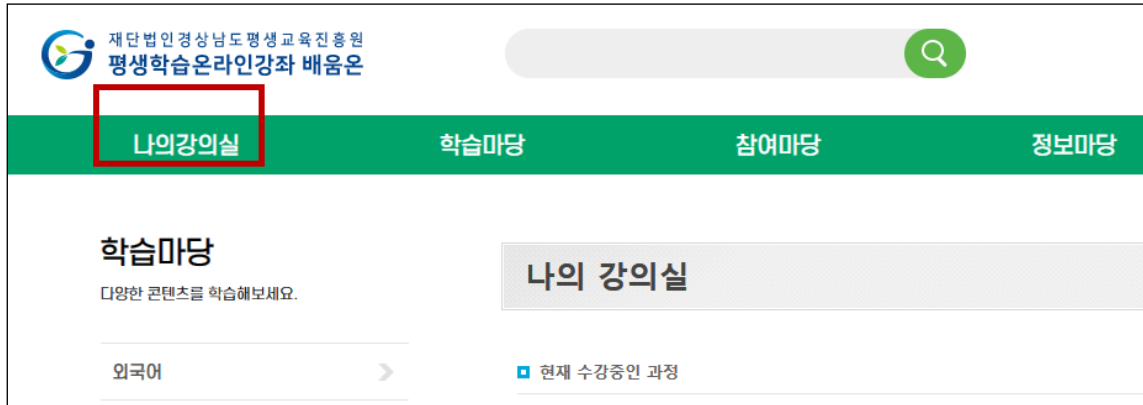 재단법인경상남도평생교육진흥원
평생학습온라인강좌 배움온
나의강의실 학습마당 참여마당 정보마당
학습마당
다양한 콘텐츠를 학습해보세요.
외국어
나의 강의실
현재 수강중인 과정